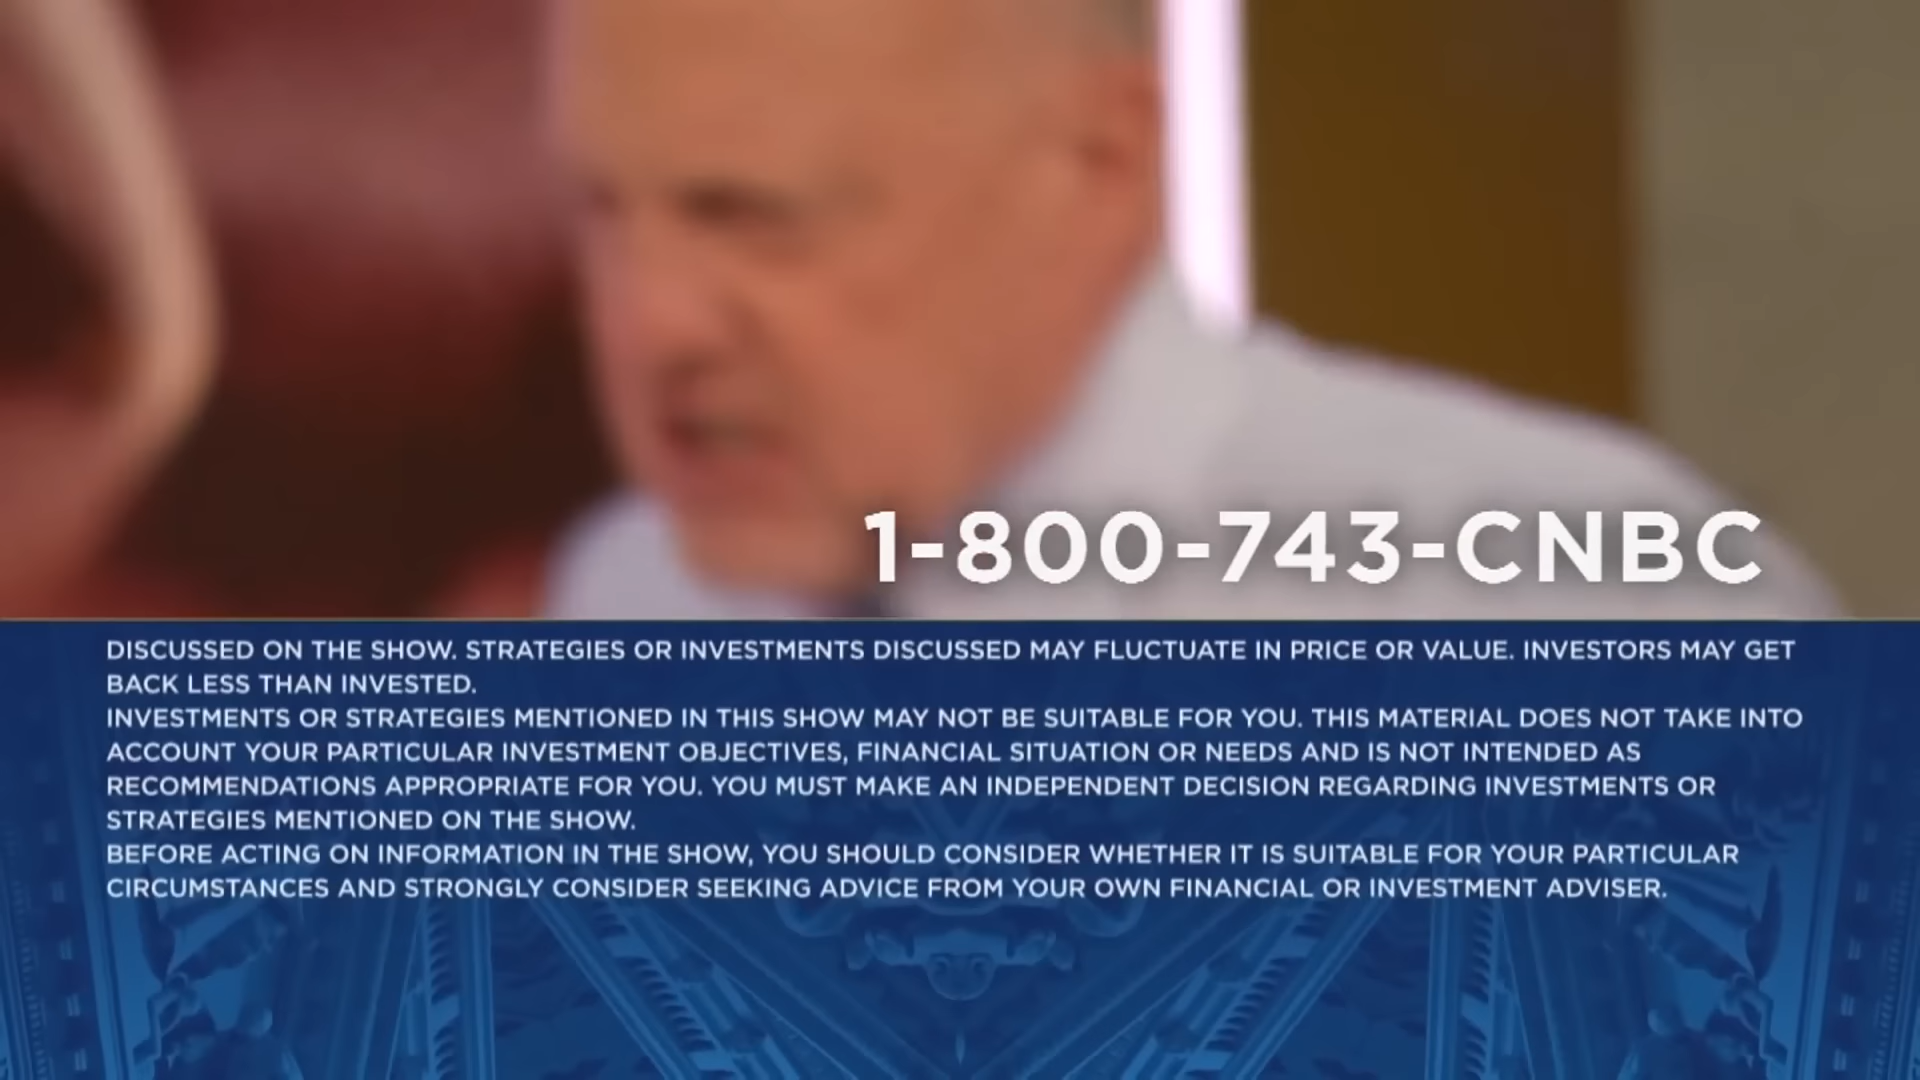 1-800-743-CNBC
DISCUSSED ON THE SHOW. STRATEGIES OR INVESTMENTS DISCUSSED MAY FLUCTUATE IN PRICE OR VALUE. INVESTORS MAY GET
BACK LESS THAN INVESTED.
INVESTMENTS OR STRATEGIES MENTIONED IN THIS SHOW MAY NOT BE SUITABLE FOR YOU. THIS MATERIAL DOES NOT TAKE INTO
ACCOUNT YOUR PARTICULAR INVESTMENT OBJECTIVES, FINANCIAL SITUATION OR NEEDS AND IS NOT INTENDED AS
RECOMMENDATIONS APPROPRIATE FOR YOU. YOU MUST MAKE AN INDEPENDENT DECISION REGARDING INVESTMENTS OR
STRATEGIES MENTIONED ON THE SHOW.
BEFORE ACTING ON INFORMATION IN THE SHOW, YOU SHOULD CONSIDER WHETHER IT IS SUITABLE FOR YOUR PARTICULAR
CIRCUMSTANCES AND STRONGLY CONSIDER SEEKING ADVICE FROM YOUR OWN FINANCIAL OR INVESTMENT ADVISER.